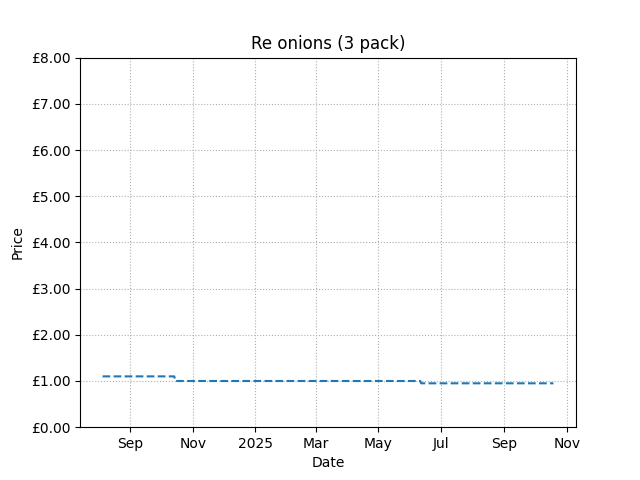 Re onions (3 pack)
£8.00
£7.00
£6.00
£5.00
£4.00
£3.00
£2.00
£1.00
£0.00
Price
Sep Nov 2025 Mar May Jul Sep Nov
Date